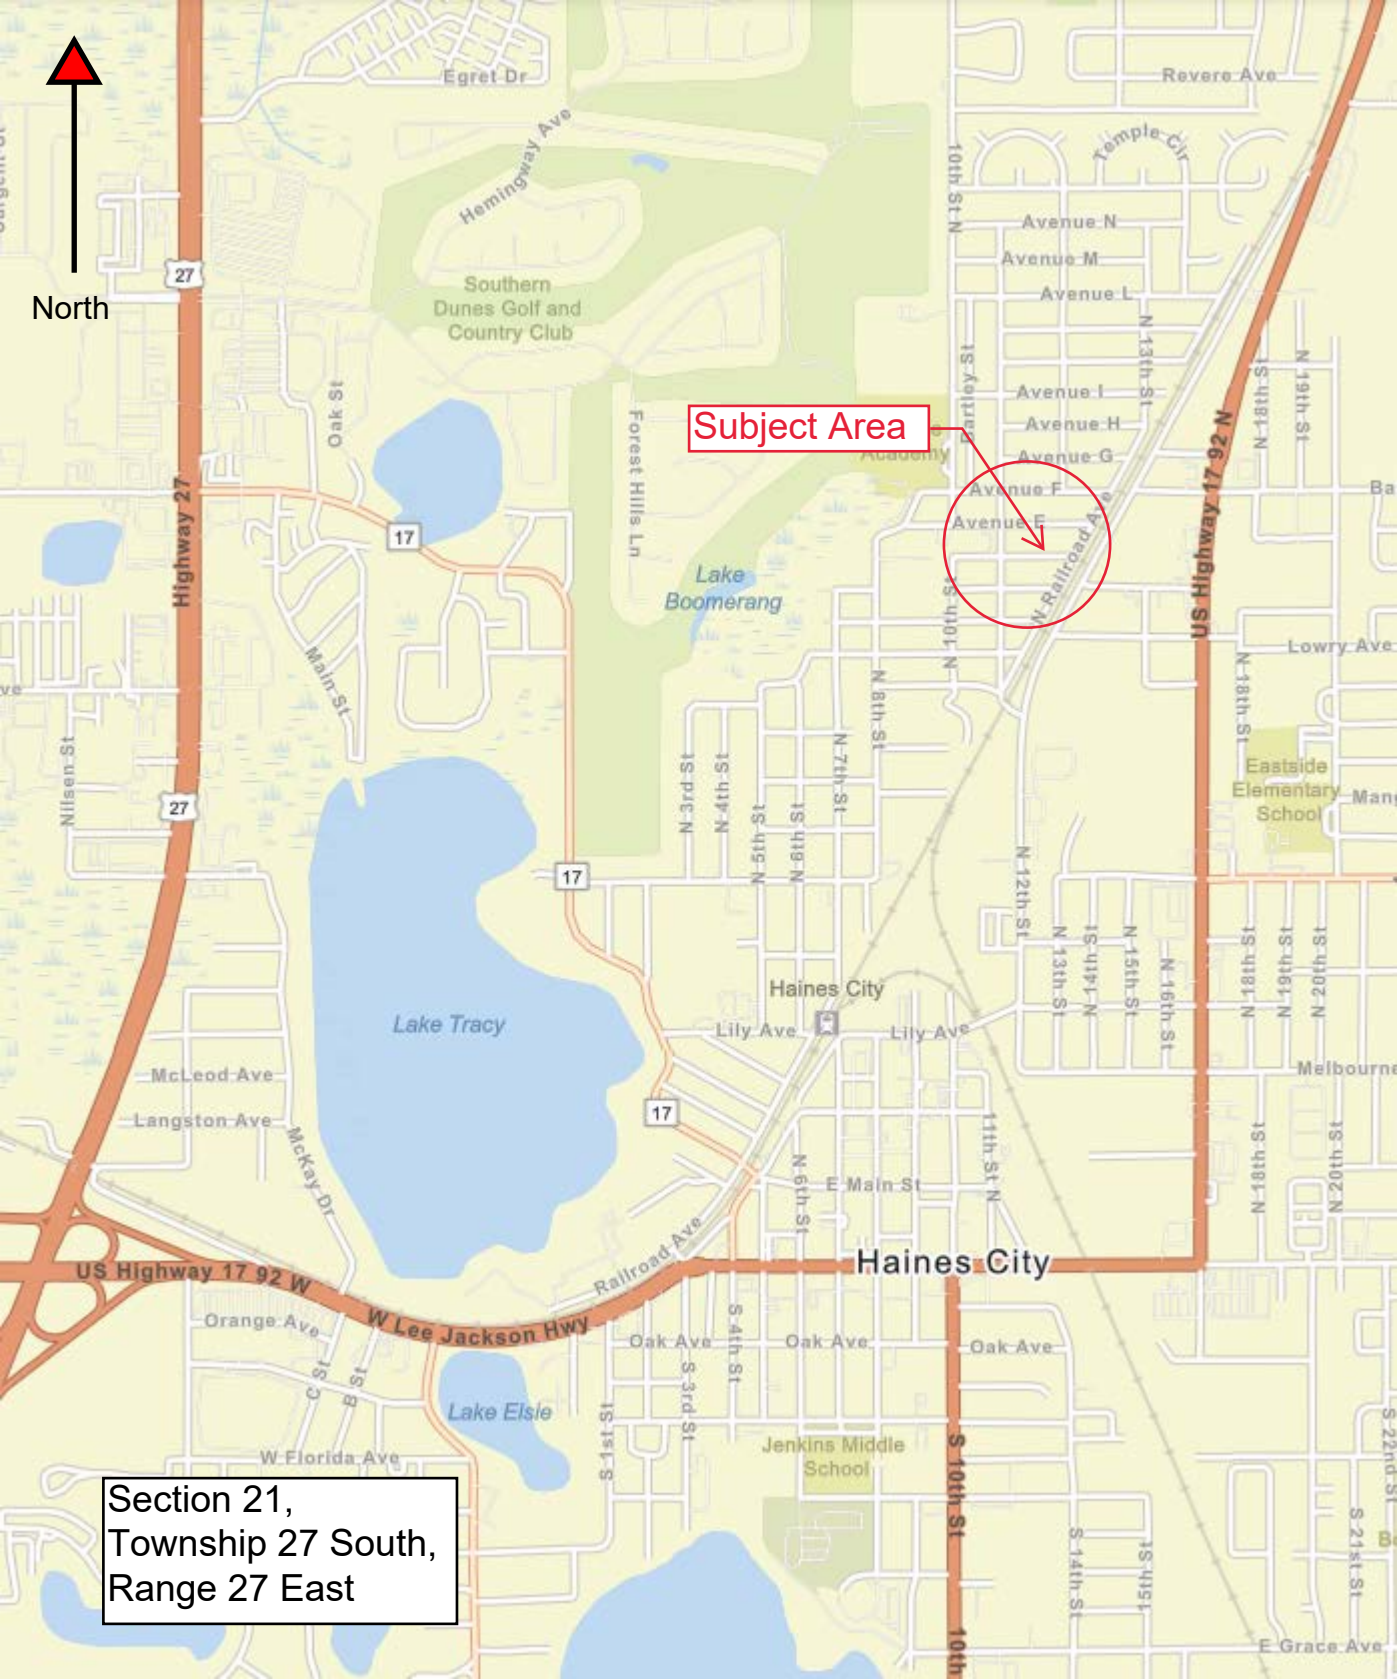 Egret Dr
Revere Ave
Hemingway Ave
Temple Cir
10th St N
Avenue N
Avenue M
27
North
Southern
Dunes Golf and
Country Club
Avenue L
N 13th St
Oak St
Bartley St
N 18th St
N 19th St
Avenue I
Forest Hills Ln
Subject Area
Avenue H
Academy
Avenue G
US Highway 17 92 N
Highway 27
Avenue F
17
Avenue E
N Railroad Ave
Lake
Boomerang
N 10th St
Lowry Ave
Main St
N 8th St
N 18th St
Nilsen St
N 3rd St
N 4th St
N 7th St
Eastside
Elementary
School
27
N 5th St
N 6th St
17
N 12th St
N 13th St
N 14th St
N 15th St
N 16th St
N 18th St
N 19th St
N 20th St
Haines City
Lake Tracy
Lily Ave
Lily Ave
McLeod Ave
Melbourne
17
Langston Ave
McKay Dr
11th St N
N 18th St
N 20th St
N 6th St
E Main St
Railroad Ave
Haines City
US Highway 17 92 W
Orange Ave
W Lee Jackson Hwy
Oak Ave
S 4th St
Oak Ave
Oak Ave
C St
B St
S 3rd St
Lake Elsie
S 1st St
Jenkins Middle
School
S 10th St
S 22nd St
W Florida Ave
Section 21,
Township 27 South,
Range 27 East
S 14th St
15th St
S 21st St
10th
E Grace Ave